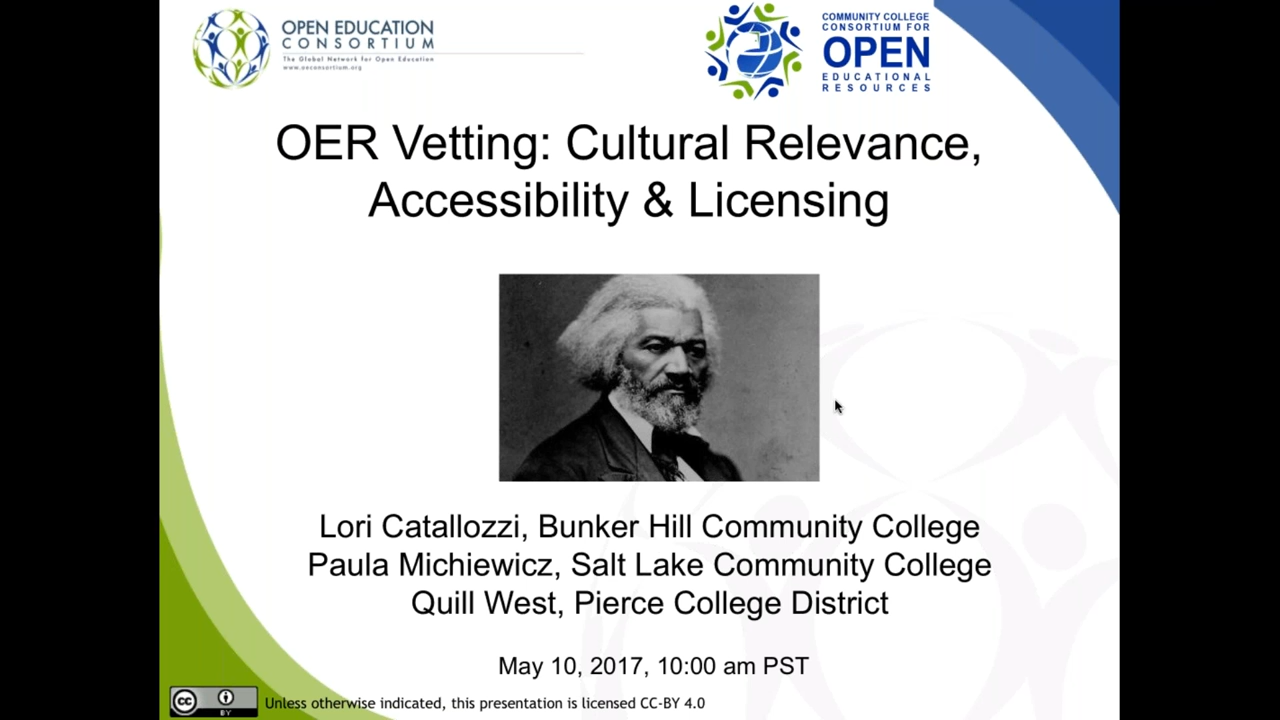 OPEN EDUCATION
CONSORTIUM
The Global Network for Open Education
www.oeconsortium.org
COMMUNITY COLLEGE
CONSORTIUM FOR
OPEN
EDUCATIONAL
RESOURCES
OER Vetting: Cultural Relevance,
Accessibility & Licensing
Lori Catallozzi, Bunker Hill Community College
Paula Michiewicz, Salt Lake Community College
Quill West, Pierce College District
May 10, 2017, 10:00 am PST
cc
BY
Unless otherwise indicated, this presentation is licensed CC-BY 4.0